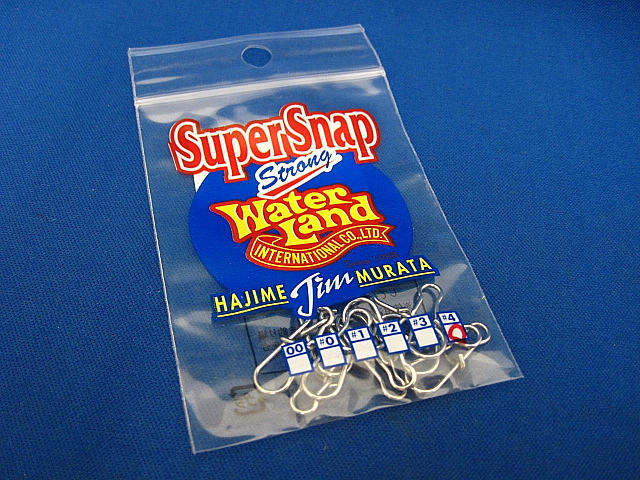 SuperSnap
Strong
Water
Land
INTERNATIONAL CO., LTD.
HAJIME Jim MURATA
00 #0 #1 #2 #3 #4